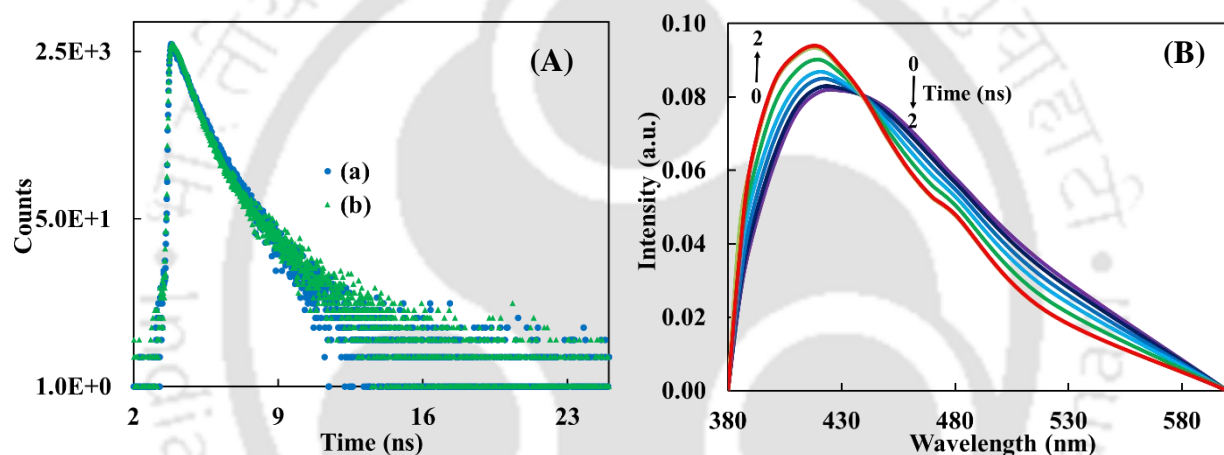 (A)
2.5E+3
5.0E+1
1.0E+0
Counts
(a)
(b)
2
9
16
23
Time (ns)
(B)
0.10
0.08
0.06
0.04
0.02
0.00
Intensity (a.u.)
2
0
0
Time (ns)
2
380
430
480
530
580
Wavelength (nm)